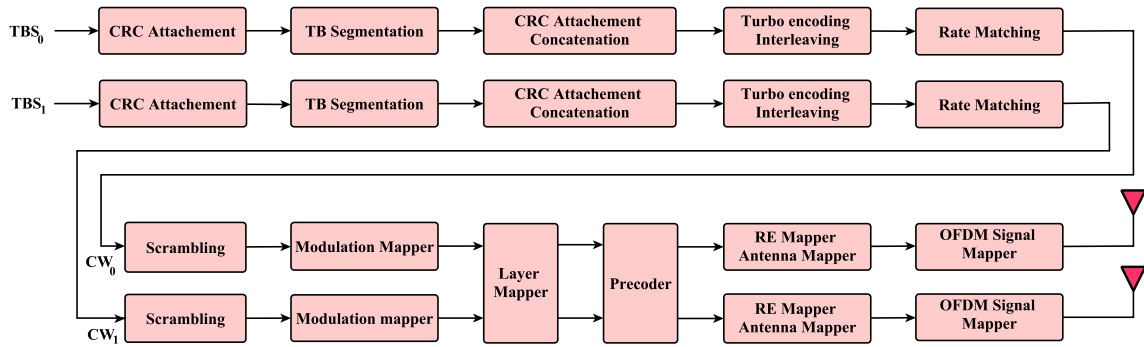 TBS0
CRC Attachement
TB Segmentation
CRC Attachement
Concatenation
Turbo encoding
Interleaving
Rate Matching
TBS1
CRC Attachement
TB Segmentation
CRC Attachement
Concatenation
Turbo encoding
Interleaving
Rate Matching
CW0
Scrambling
Modulation Mapper
Layer
Mapper
Precoder
RE Mapper
Antenna Mapper
OFDM Signal
Mapper
CW1
Scrambling
Modulation mapper
RE Mapper
Antenna Mapper
OFDM Signal
Mapper